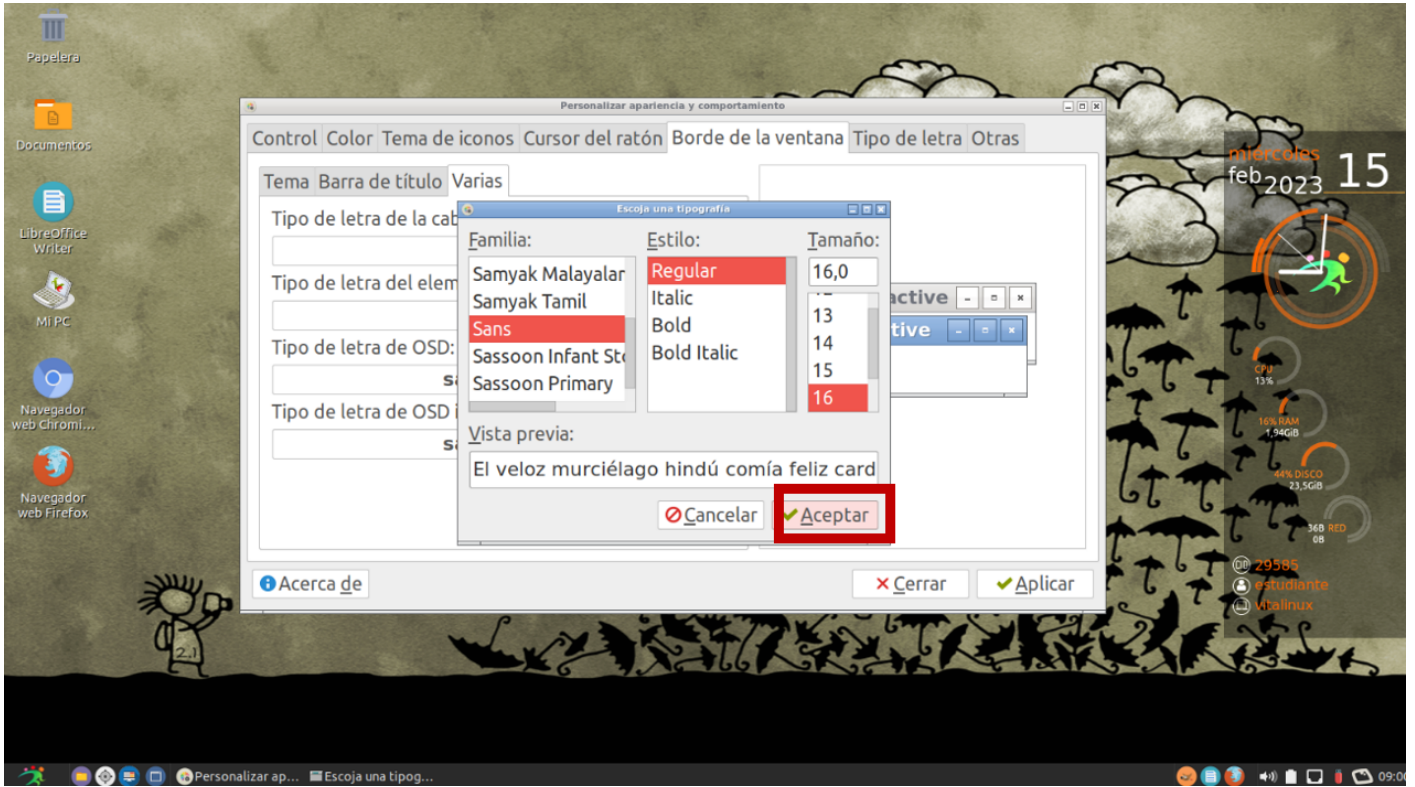 Papelera
Documentos
LibreOffice
Writer
Mi PC
Navegador
web Chromi...
Navegador
web Firefox
Personalizar apariencia y comportamiento
Control Color Tema de iconos Cursor del ratón Borde de la ventana Tipo de letra Otras
Tema Barra de título Varias
Tipo de letra de la cab
Tipo de letra del elem
Tipo de letra de OSD:
sa
Tipo de letra de OSD i
sa
Escoja una tipografía
Familia:
Samyak Malayalar
Samyak Tamil
Sans
Sassoon Infant Sto
Sassoon Primary
Estilo:
Regular
Italic
Bold
Bold Italic
Tamaño:
16,0
12
13
14
15
16
Vista previa:
El veloz murciélago hindú comía feliz card
Cancelar
Aceptar
active
tive
Acerca de
Cerrar
Aplicar
miércoles
feb 2023 15
CPU
13%
16% RAM
1,94GiB
44% DISCO
23,5GiB
36B RED
0B
29585
estudiante
vitalinux
2.1
Personalizar ap...
Escoja una tipog...
09:00